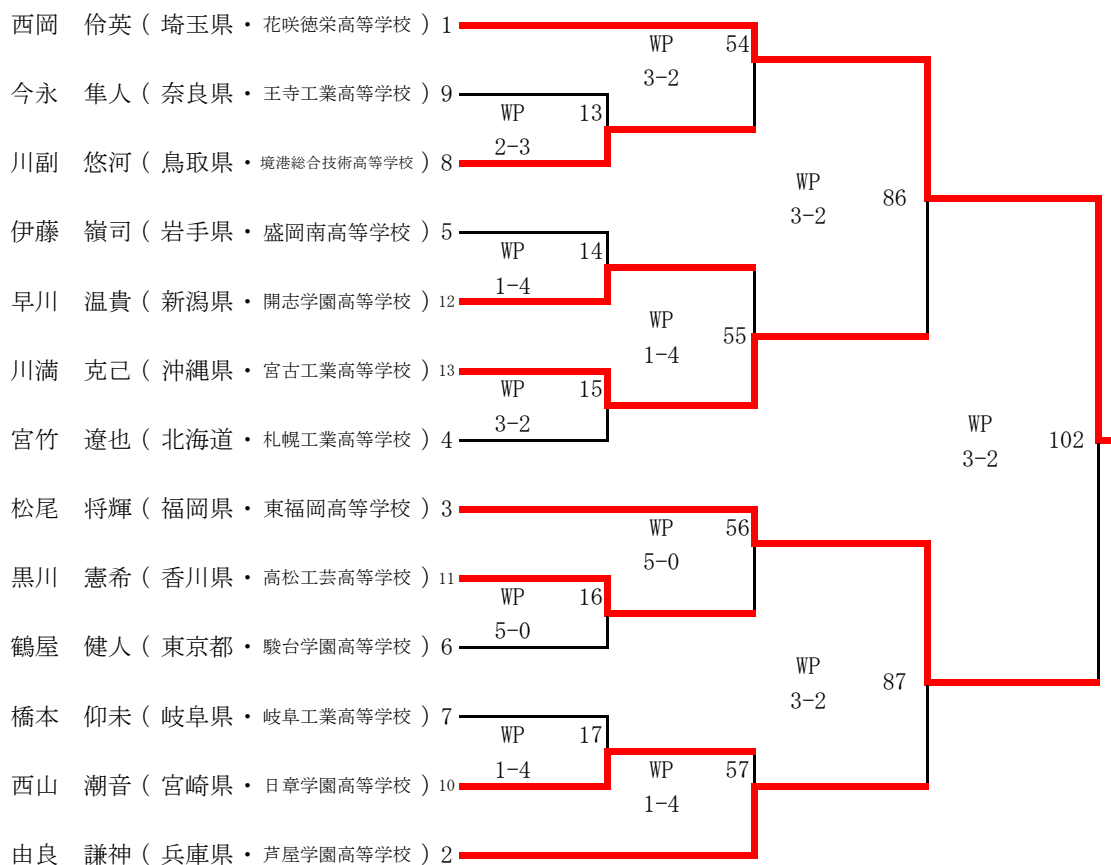 西岡 伶英 ( 埼玉県 ・ 花咲徳栄高等学校 ) 1
WP 54
3-2
今永 隼人 ( 奈良県 ・ 王寺工業高等学校 ) 9
WP 13
2-3
川副 悠河 ( 鳥取県 ・ 境港総合技術高等学校 ) 8
WP 86
3-2
伊藤 嶺司 ( 岩手県 ・ 盛岡南高等学校 ) 5
WP 14
1-4
早川 温貴 ( 新潟県 ・ 開志学園高等学校 ) 12
WP 55
1-4
川満 克己 ( 沖縄県 ・ 宮古工業高等学校 ) 13
WP 15
3-2
宮竹 遼也 ( 北海道 ・ 札幌工業高等学校 ) 4
WP 102
3-2
松尾 将輝 ( 福岡県 ・ 東福岡高等学校 ) 3
WP 56
5-0
黒川 憲希 ( 香川県 ・ 高松工芸高等学校 ) 11
WP 16
5-0
鶴屋 健人 ( 東京都 ・ 駿台学園高等学校 ) 6
WP 87
3-2
橋本 仰未 ( 岐阜県 ・ 岐阜工業高等学校 ) 7
WP 17
1-4
西山 潮音 ( 宮崎県 ・ 日章学園高等学校 ) 10
WP 57
1-4
由良 謙神 ( 兵庫県 ・ 芦屋学園高等学校 ) 2